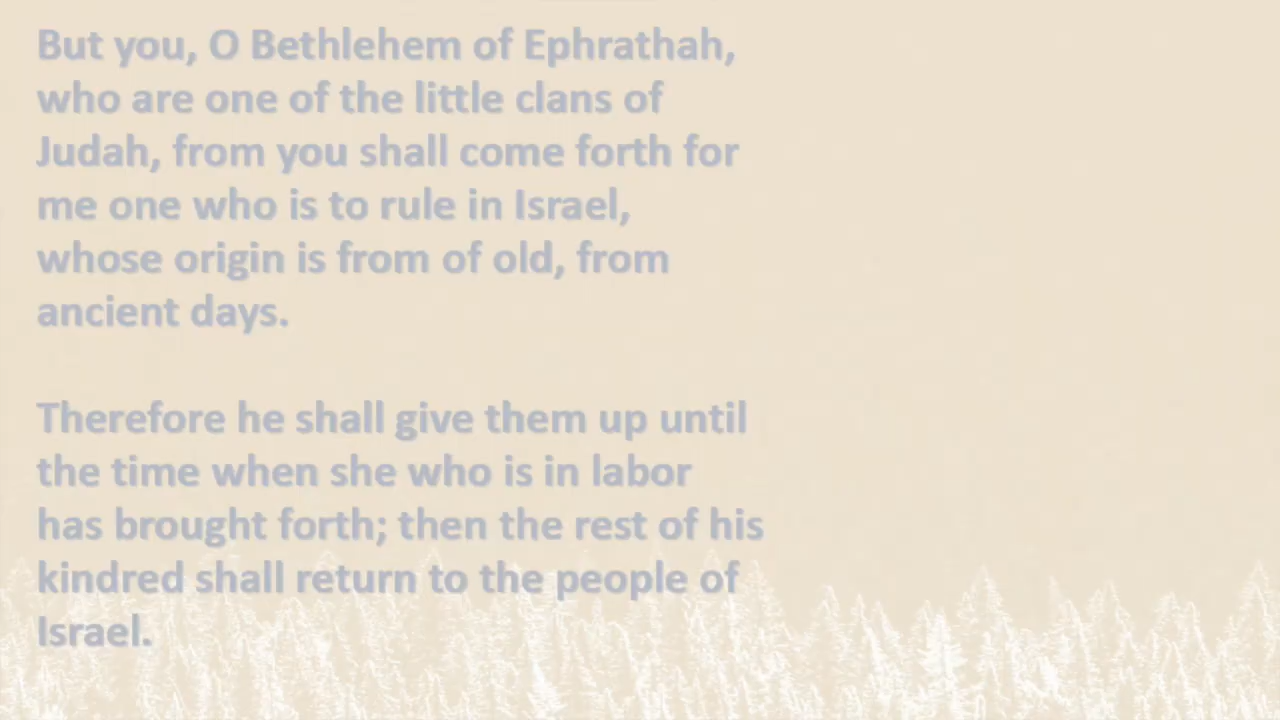 But you, O Bethlehem of Ephrathah,
who are one of the little clans of
Judah, from you shall come forth for
me one who is to rule in Israel,
whose origin is from of old, from
ancient days.
Therefore he shall give them up until
the time when she who is in labor
has brought forth; then the rest of his
kindred shall return to the people of
Israel.